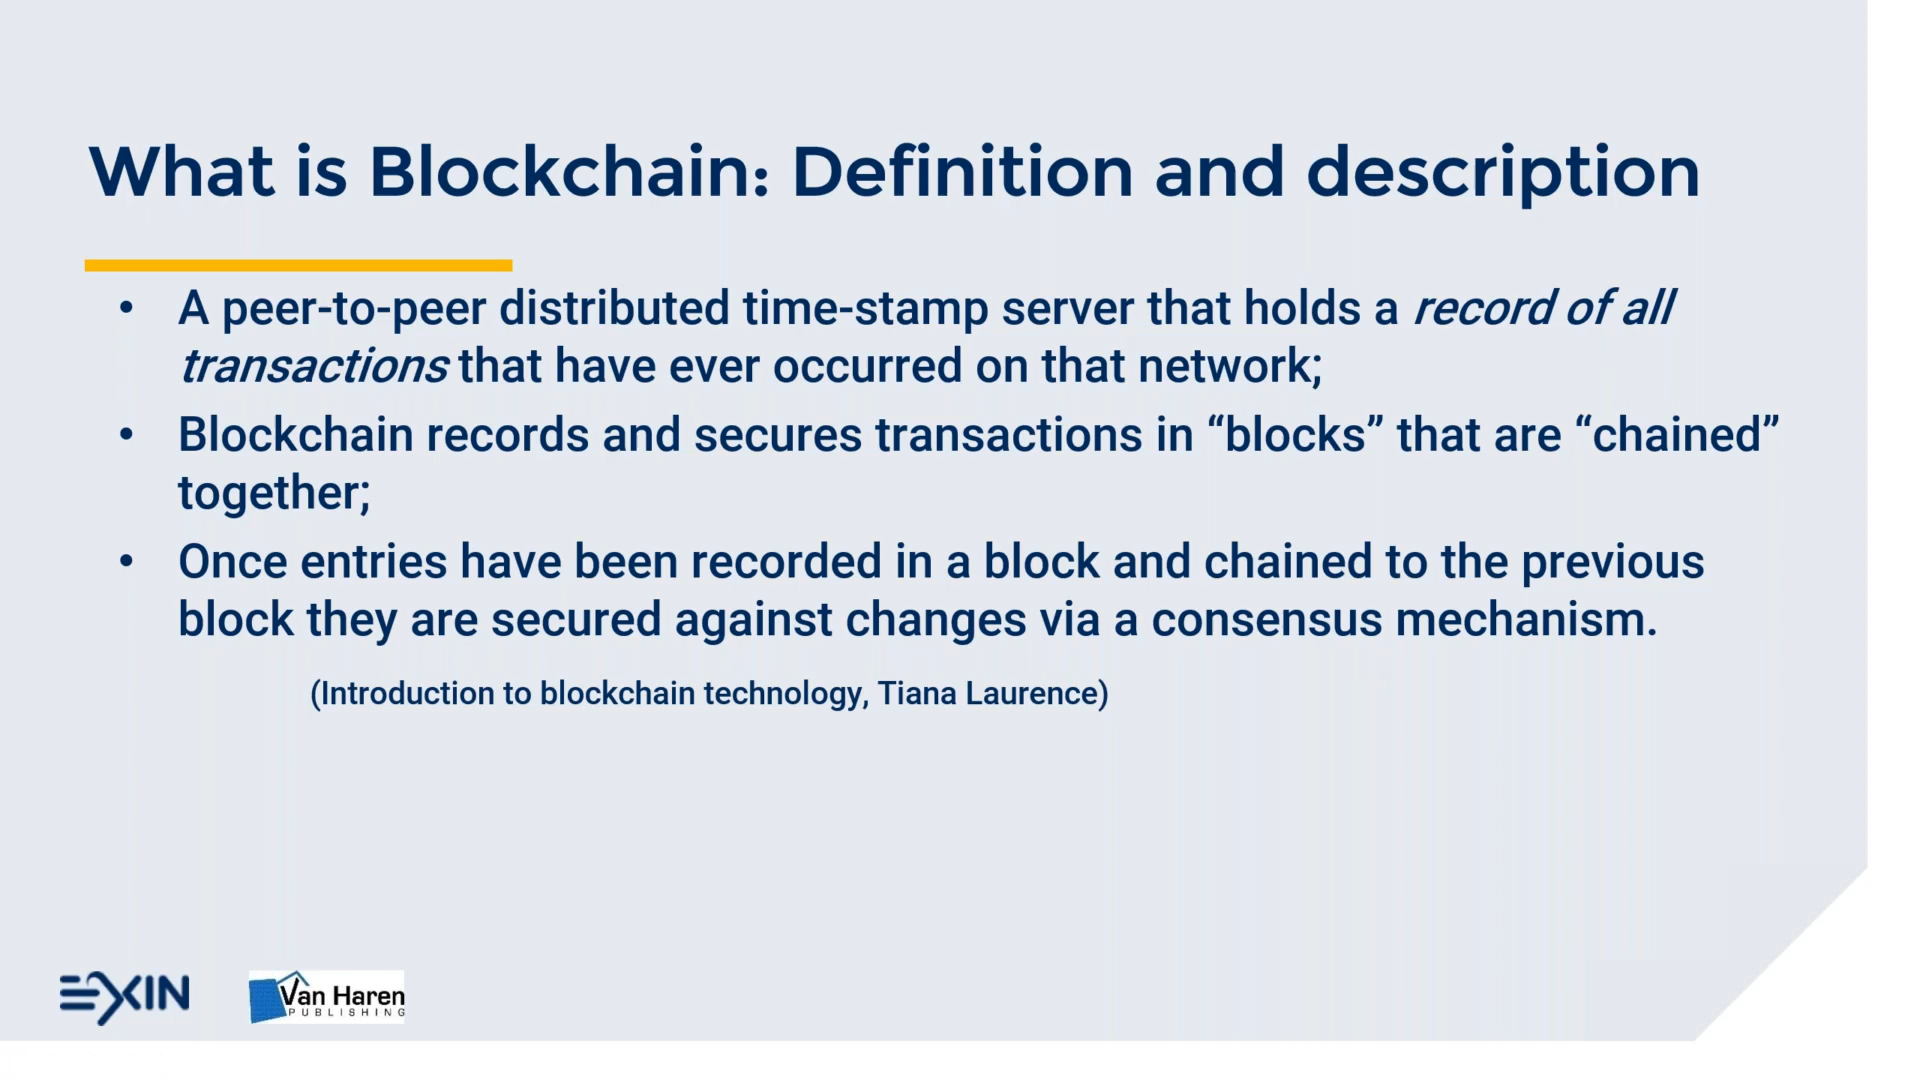 What is Blockchain: Definition and description
• A peer-to-peer distributed time-stamp server that holds a record of all
transactions that have ever occurred on that network;
• Blockchain records and secures transactions in “blocks” that are “chained”
together;
• Once entries have been recorded in a block and chained to the previous
block they are secured against changes via a consensus mechanism.
(Introduction to blockchain technology, Tiana Laurence)
EXIN
Van Haren
PUBLISHING